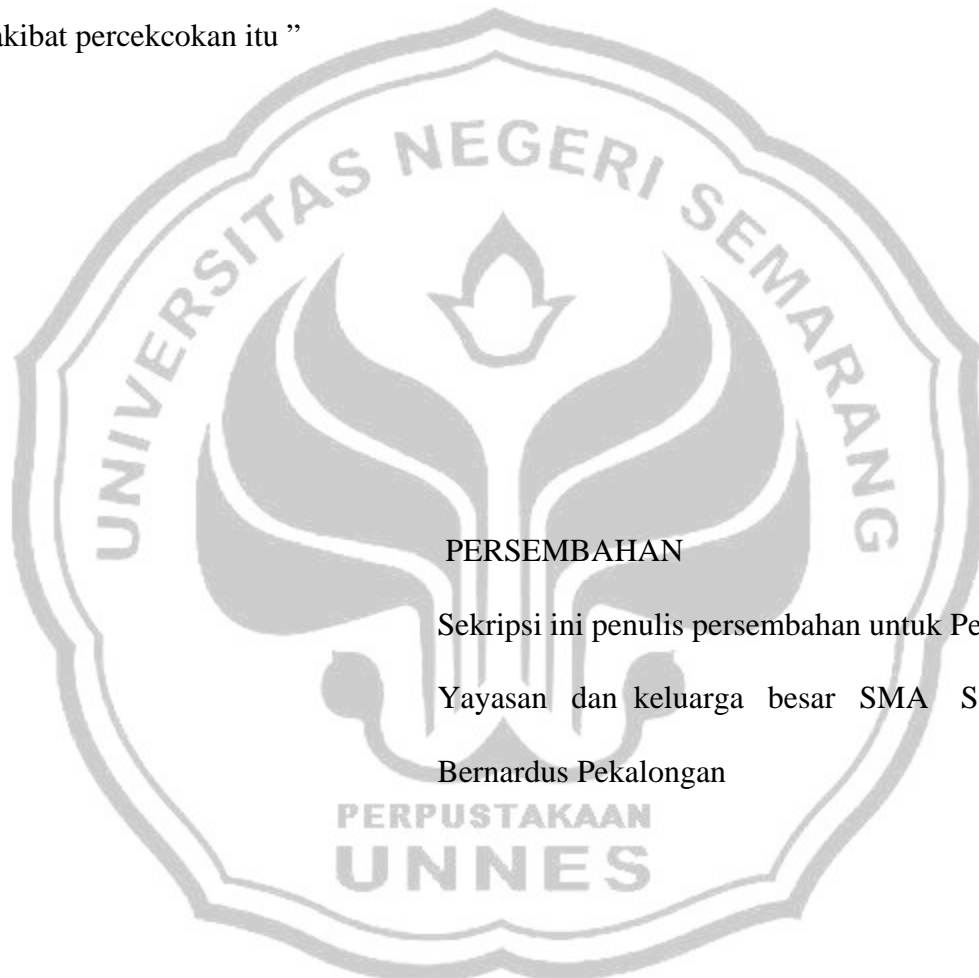 akibat percekcokan itu ”
UNIVERSITAS NEGERI SEMARANG
PERSEMBAHAN
Sekripsi ini penulis persembahan untuk
Yayasan dan keluarga besar SMA
Bernardus Pekalongan
PERPUSTAKAAN
UNNES